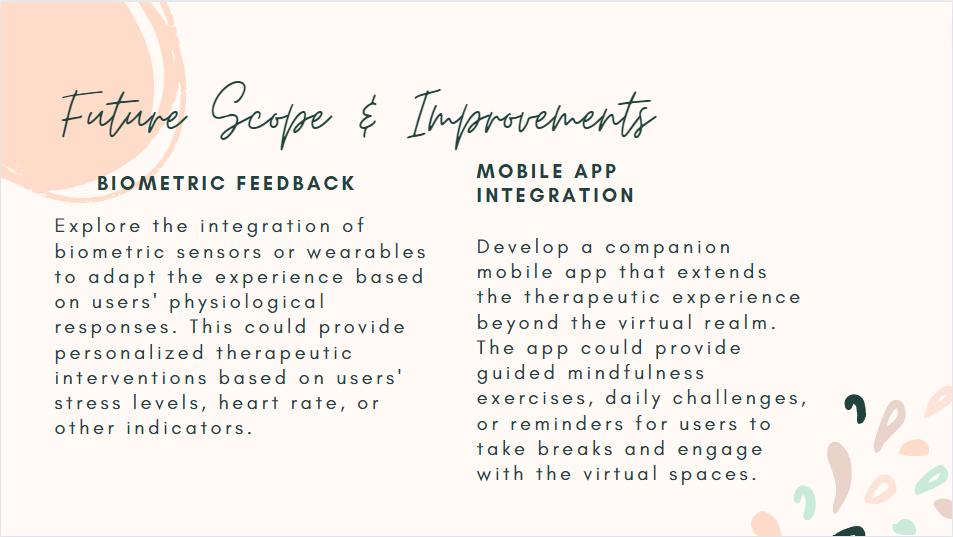 Future Scope & Improvements
BIOMETRIC FEEDBACK
Explore the integration of
biometric sensors or wearables
to adapt the experience based
on users' physiological
responses. This could provide
personalized therapeutic
interventions based on users'
stress levels, heart rate, or
other indicators.
MOBILE APP
INTEGRATION
Develop a companion
mobile app that extends
the therapeutic experience
beyond the virtual realm.
The app could provide
guided mindfulness
exercises, daily challenges,
or reminders for users to
take breaks and engage
with the virtual spaces.